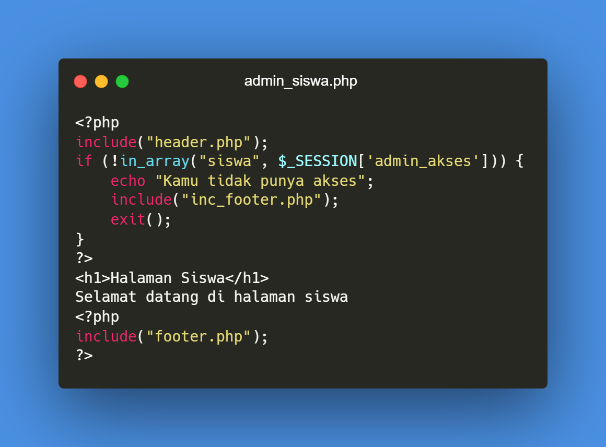 admin_siswa.php
<?php
include("header.php");
if (!in_array("siswa", $_SESSION['admin_akses'])) {
    echo "Kamu tidak punya akses";
    include("inc_footer.php");
    exit();
}
?>
<h1>Halaman Siswa</h1>
Selamat datang di halaman siswa
<?php
include("footer.php");
?>